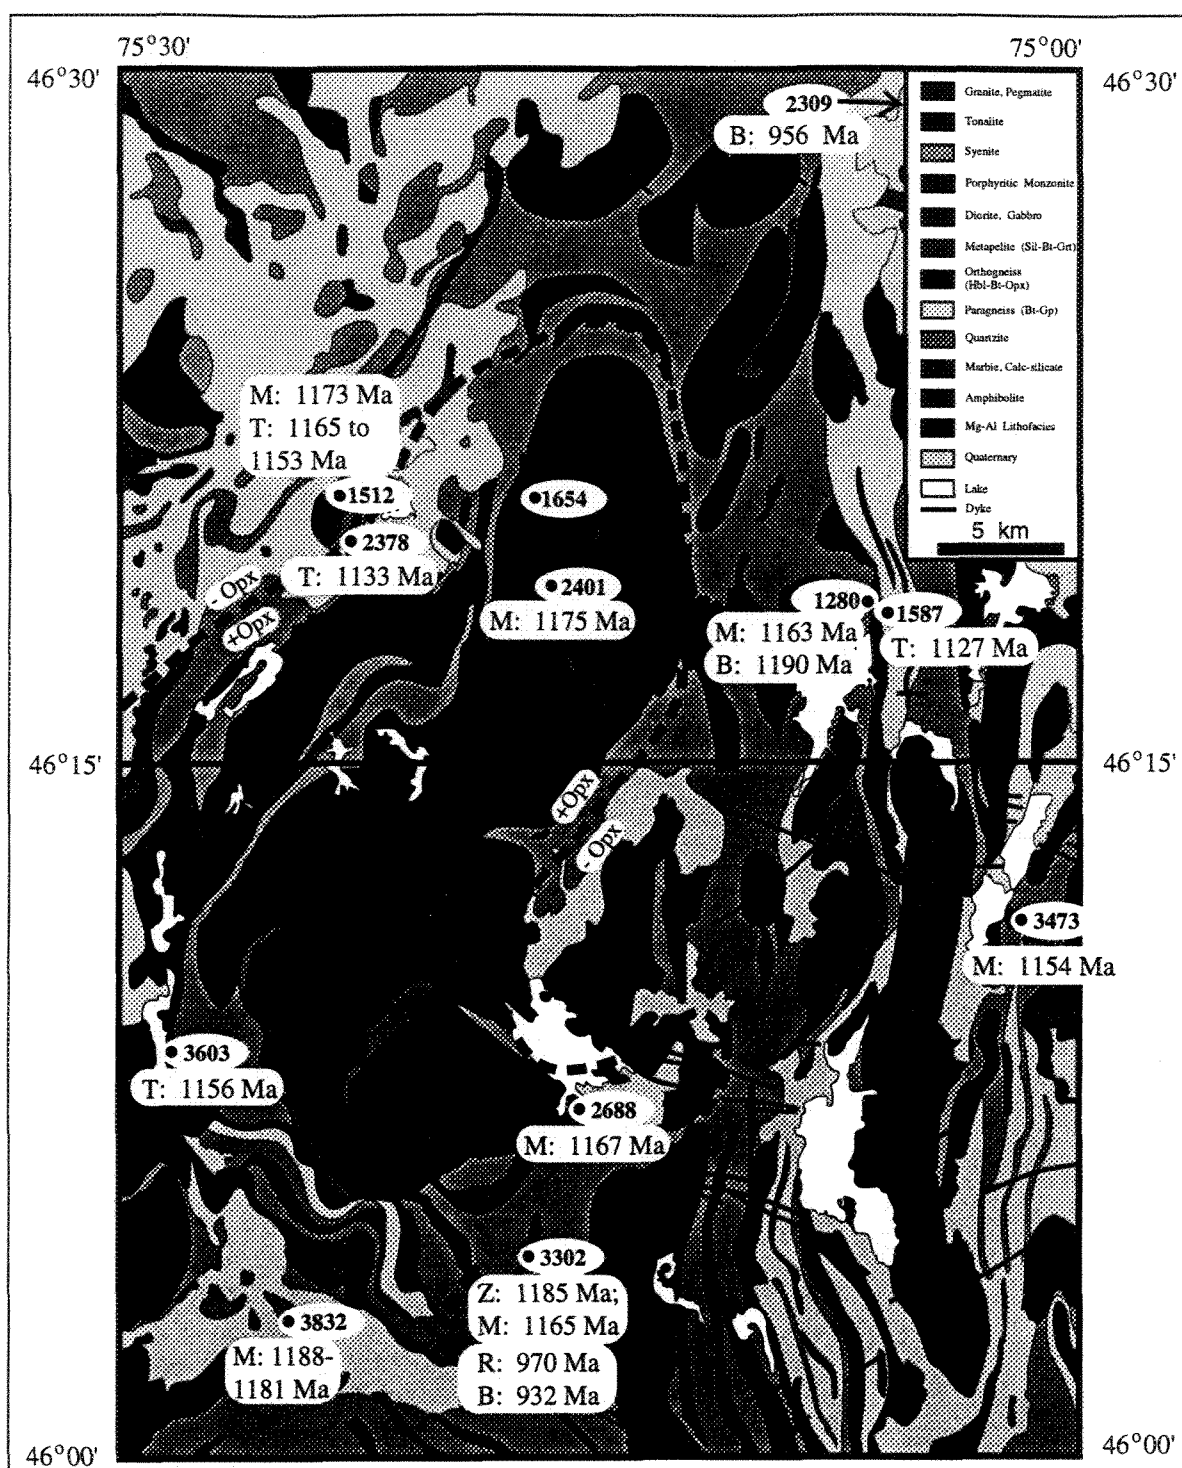 75°30'
75°00'
46°30'
46°30'
2309
B: 956 Ma
Granite, Pegmatite
Tonalite
Syenite
Porphyritic Monzonite
Diorite, Gabbro
Metapelite (Sil-Bt-Grt)
Orthogneiss
(Hbl-Bt-Opx)
Paragneiss (Bt-Gp)
Quartzite
Marble, Calc-silicate
Amphibolite
Mg-Al Lithofacies
Quaternary
Lake
Dyke
5 km
M: 1173 Ma
T: 1165 to
1153 Ma
1512
1654
2378
T: 1133 Ma
- Opx
+Opx
2401
M: 1175 Ma
1280
M: 1163 Ma
B: 1190 Ma
1587
T: 1127 Ma
46°15'
46°15'
+Opx
- Opx
3473
M: 1154 Ma
3603
T: 1156 Ma
2688
M: 1167 Ma
3302
Z: 1185 Ma;
M: 1165 Ma
R: 970 Ma
B: 932 Ma
3832
M: 1188-
1181 Ma
46°00'
46°00'